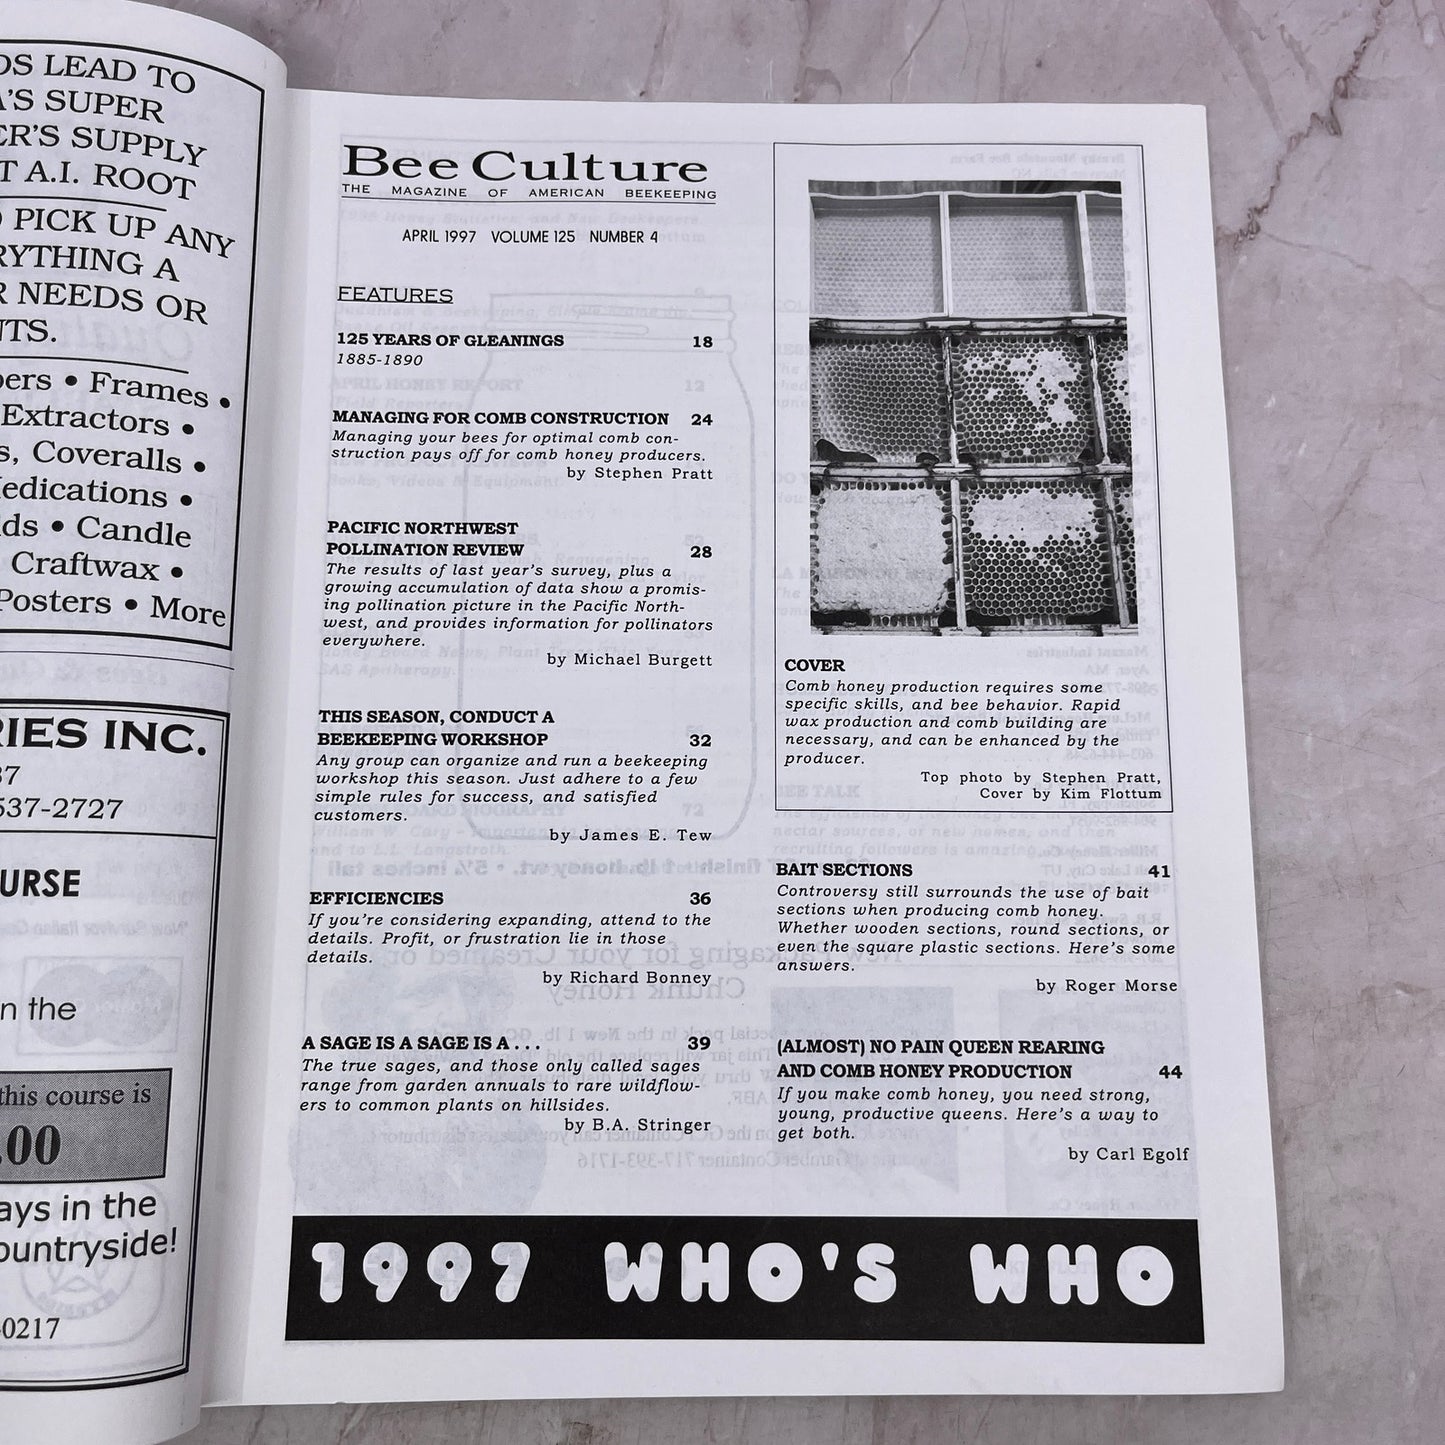 DS LEAD TO
A'S SUPER
ER'S SUPPLY
T A.I. ROOT
PICK UP ANY
RYTHING A
R NEEDS OR
NTS.
pers • Frames •
Extractors •
s, Coveralls •
Medications •
ds • Candle
Craftwax •
Posters • More
RIES INC.
37
537-2727
URSE
n the
this course is
.00
ays in the
ountryside!
-0217
Bee Culture
THE MAGAZINE OF AMERICAN BEEKEEPING
APRIL 1997 VOLUME 125 NUMBER 4
FEATURES
125 YEARS OF GLEANINGS 18
1885-1890
MANAGING FOR COMB CONSTRUCTION 24
Managing your bees for optimal comb con-
struction pays off for comb honey producers.
by Stephen Pratt
PACIFIC NORTHWEST
POLLINATION REVIEW 28
The results of last year's survey, plus a
growing accumulation of data show a promis-
ing pollination picture in the Pacific North-
west, and provides information for pollinators
everywhere.
by Michael Burgett
THIS SEASON, CONDUCT A
BEEKEEPING WORKSHOP 32
Any group can organize and run a beekeeping
workshop this season. Just adhere to a few
simple rules for success, and satisfied
customers.
by James E. Tew
EFFICIENCIES 36
If you're considering expanding, attend to the
details. Profit, or frustration lie in those
details.
by Richard Bonney
A SAGE IS A SAGE IS A . . . 39
The true sages, and those only called sages
range from garden annuals to rare wildflow-
ers to common plants on hillsides.
by B.A. Stringer
COVER
Comb honey production requires some
specific skills, and bee behavior. Rapid
wax production and comb building are
necessary, and can be enhanced by the
producer.
Top photo by Stephen Pratt,
Cover by Kim Flottum
BAIT SECTIONS 41
Controversy still surrounds the use of bait
sections when producing comb honey.
Whether wooden sections, round sections, or
even the square plastic sections. Here's some
answers.
by Roger Morse
(ALMOST) NO PAIN QUEEN REARING
AND COMB HONEY PRODUCTION 44
If you make comb honey, you need strong,
young, productive queens. Here's a way to
get both.
by Carl Egolf
1997 WHO'S WHO